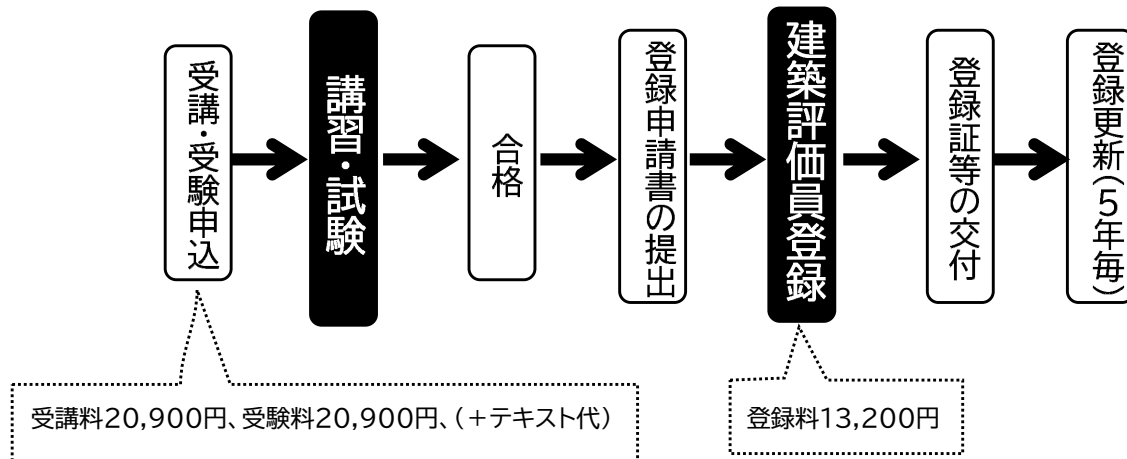 受講・受験申込
講習・試験
合格
登録申請書の提出
建築評価員登録
登録証等の交付
登録更新(5年毎)
受講料20,900円、受験料20,900円、(+テキスト代)
登録料13,200円